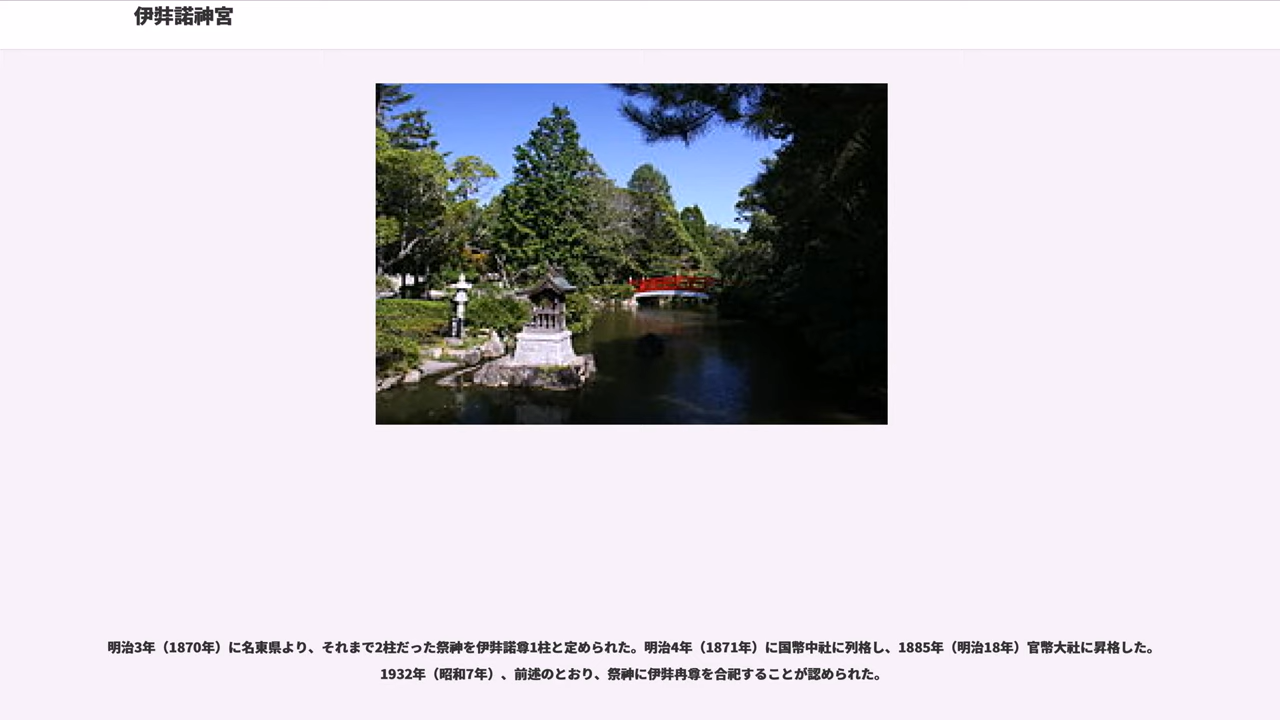 伊弉諾神宮
明治3年（1870年）に名東県より、それまで2柱だった祭神を伊弉諾尊1柱と定められた。明治4年（1871年）に国幣中社に列格し、1885年（明治18年）官幣大社に昇格した。
1932年（昭和7年）、前述のとおり、祭神に伊弉冉尊を合祀することが認められた。